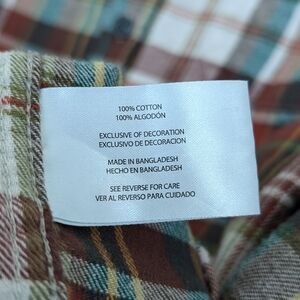 100% COTTON
100% ALGODÓN
EXCLUSIVE OF DECORATION
EXCLUSIVO DE DECORACION
MADE IN BANGLADESH
HECHO EN BANGLADESH
SEE REVERSE FOR CARE
VER AL REVERSO PARA CUIDADO